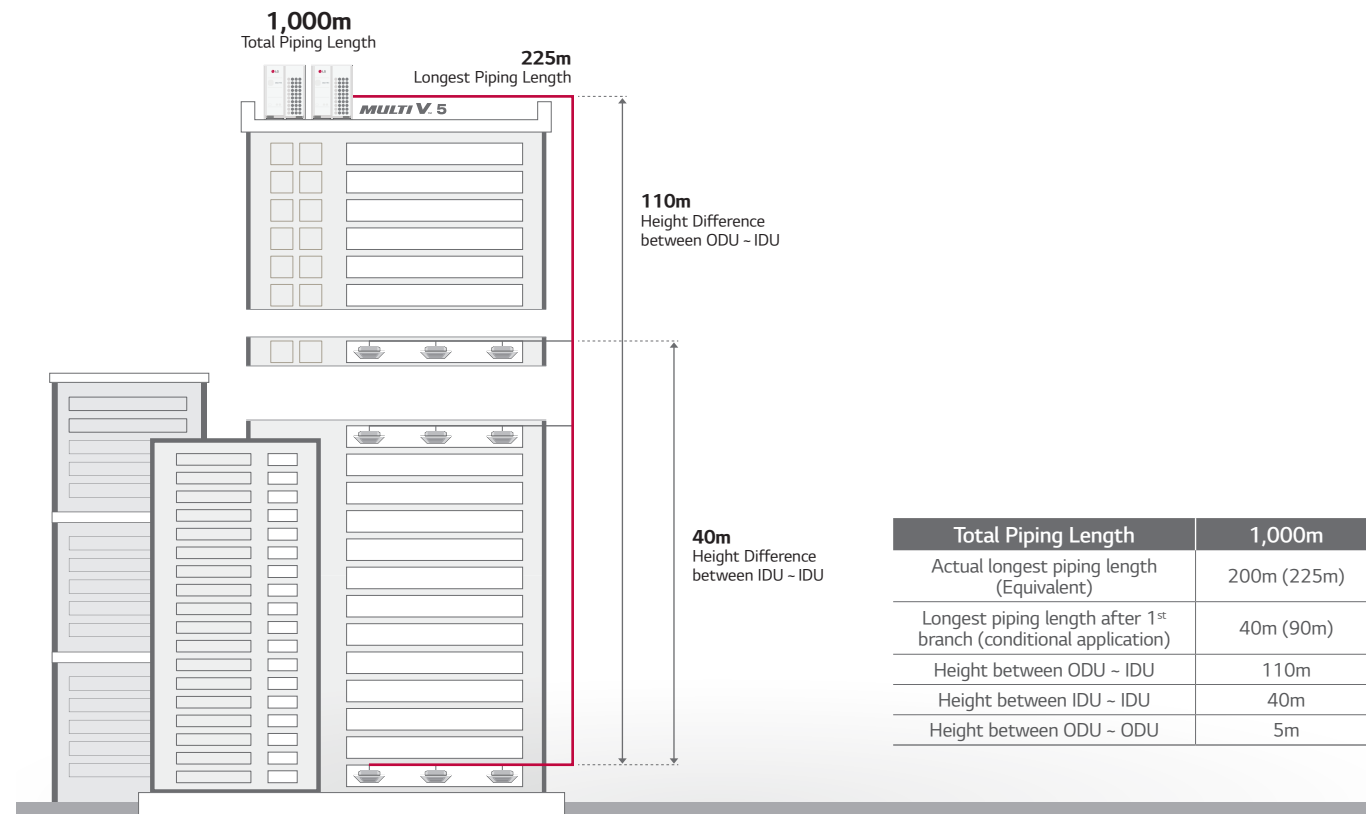 1,000m
Total Piping Length
225m
Longest Piping Length
MULTI V™ 5
110m
Height Difference
between ODU ~ IDU
40m
Height Difference
between IDU ~ IDU
Total Piping Length 1,000m
Actual longest piping length
(Equivalent) 200m (225m)
Longest piping length after 1st
branch (conditional application) 40m (90m)
Height between ODU ~ IDU 110m
Height between IDU ~ IDU 40m
Height between ODU ~ ODU 5m